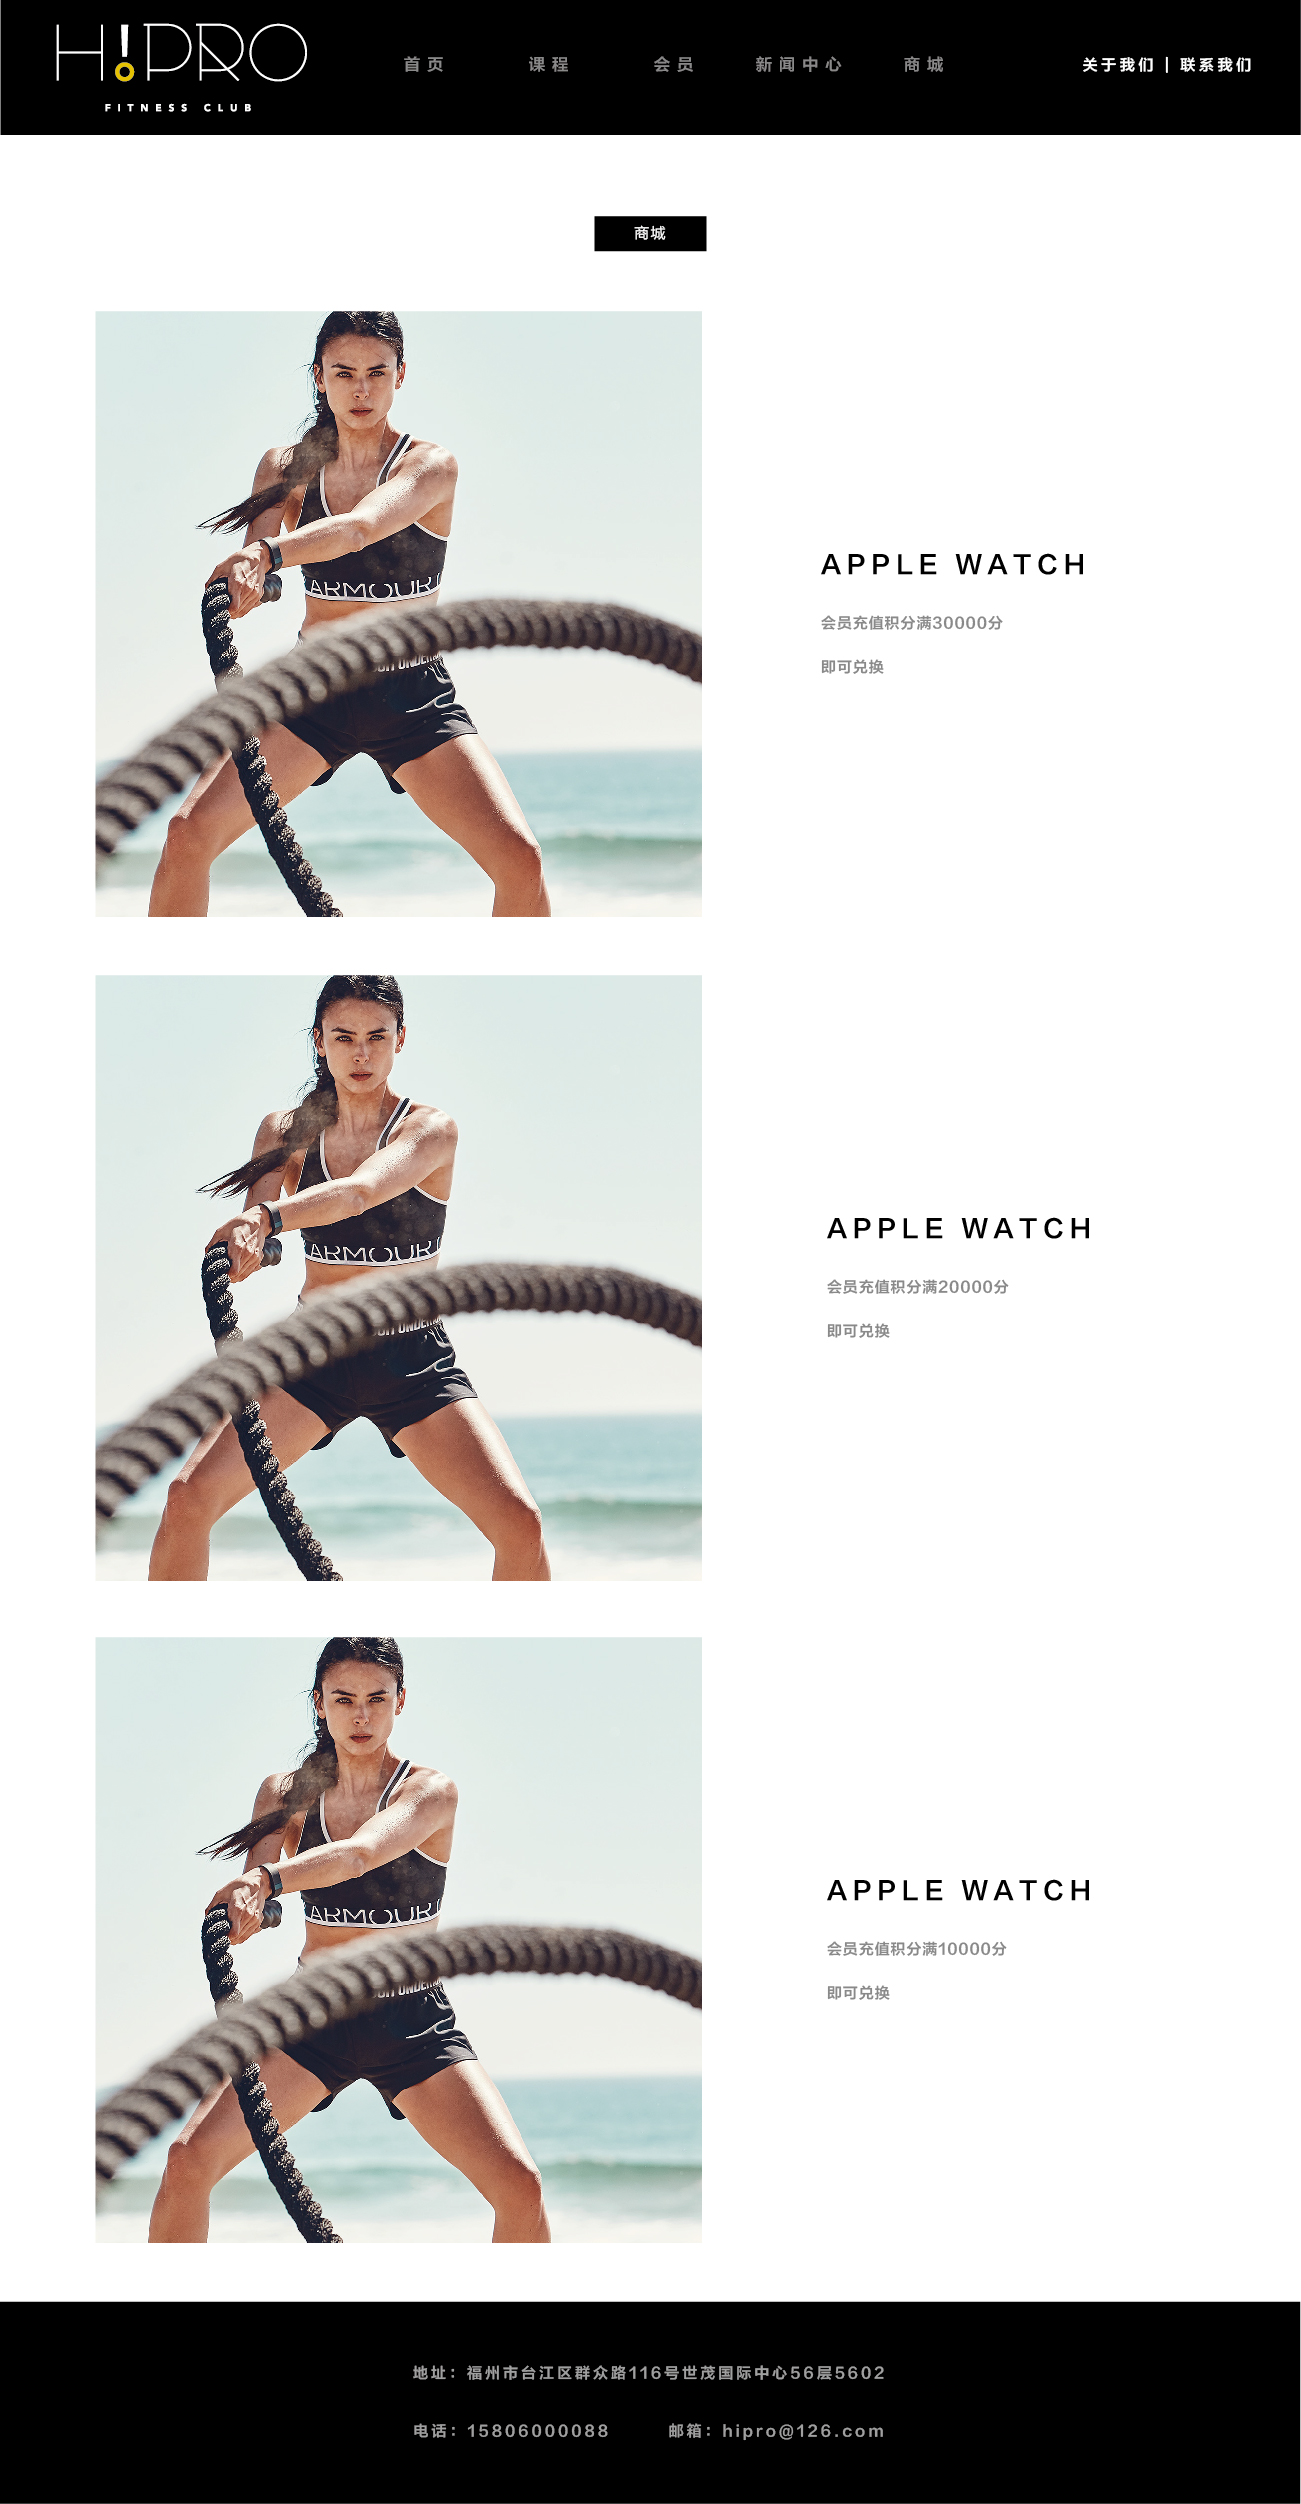 H!PRO
FITNESS CLUB
首页 课程 会员 新闻中心 商城 关于我们 | 联系我们
商城
ARMOUR
UNDER
APPLE WATCH
会员充值积分满30000分
即可兑换
ARMOUR
UNDER
APPLE WATCH
会员充值积分满20000分
即可兑换
ARMOUR
UNDER
APPLE WATCH
会员充值积分满10000分
即可兑换
地址：福州市台江区群众路116号世茂国际中心56层5602
电话：15806000088 邮箱：hipro@126.com